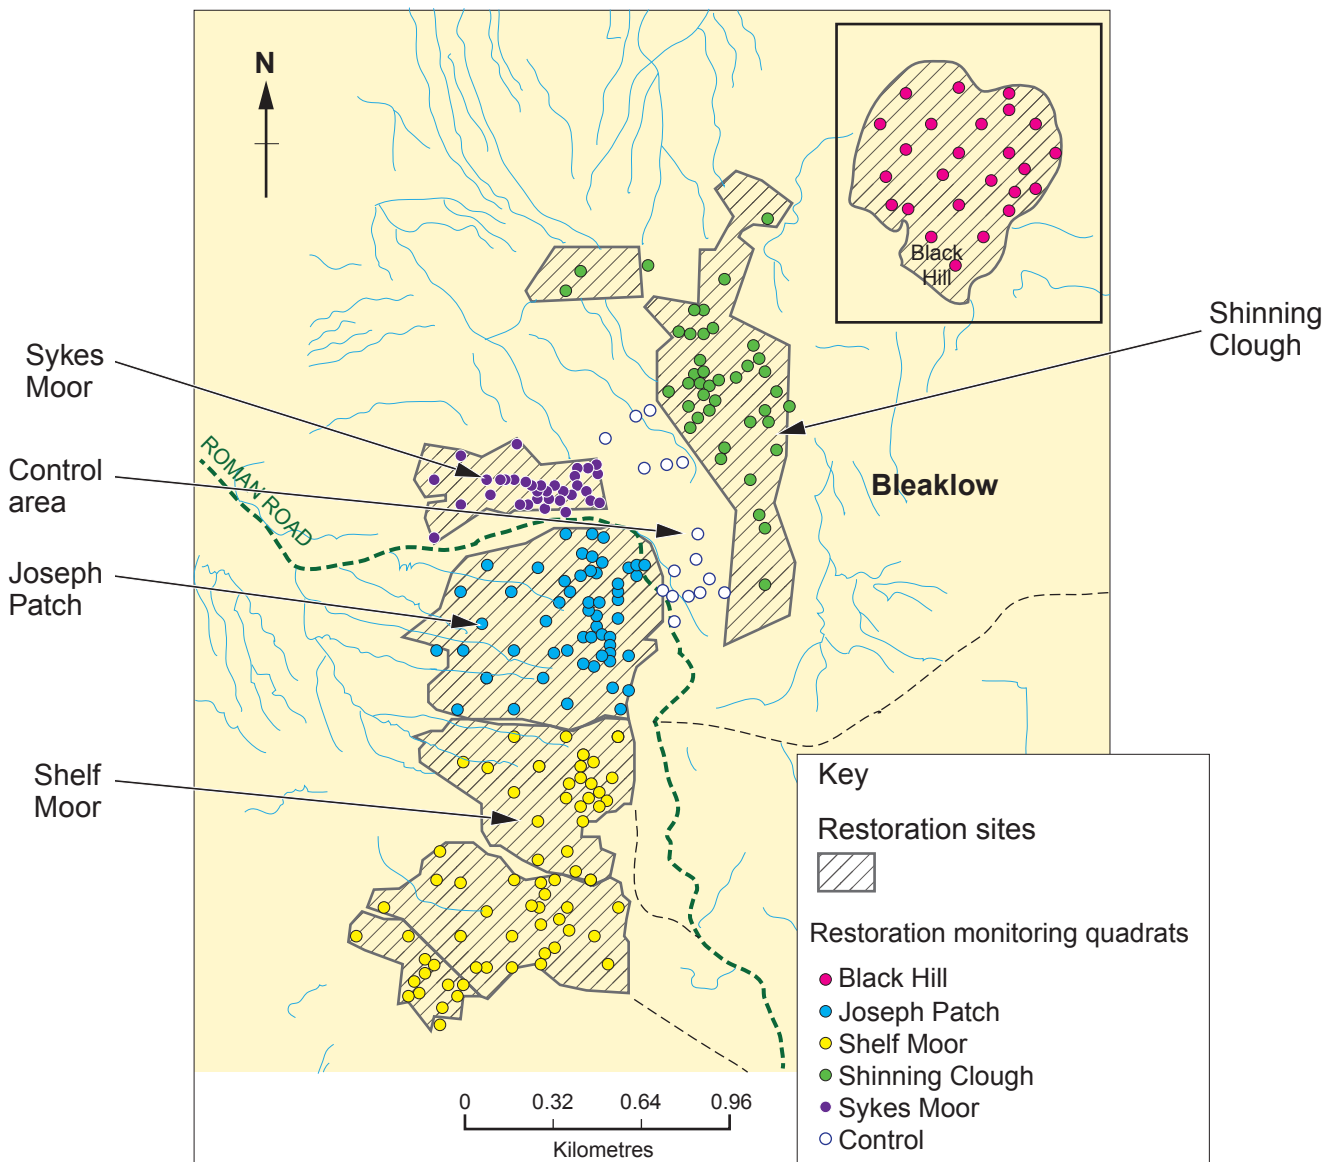 N
Black
Hill
Shinning
Clough
Sykes
Moor
Control
area
ROMAN ROAD
Bleaklow
Joseph
Patch
Shelf
Moor
Key
Restoration sites
Restoration monitoring quadrats
Black Hill
Joseph Patch
Shelf Moor
Shinning Clough
Sykes Moor
Control
0 0.32 0.64 0.96
Kilometres